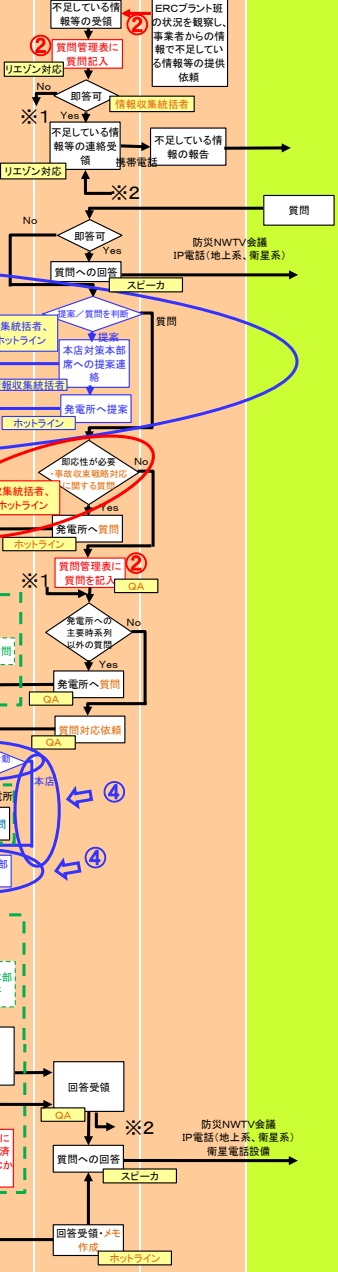 不足している情
報等の受領
②
②
ERCプラント班
の状況を観察し、
事業者からの情
報で不足してい
る情報等の提供
依頼
質問管理表に
質問記入
リエゾン対応
No
即答可
情報収集統括者
※1
Yes
不足している情
報等の連絡受
領
携帯電話
不足している情
報の報告
リエゾン対応
※2
質問
No
即答可
Yes
防災NWTV会議
IP電話(地上系、衛星系)
質問への回答
スピーカ
提案/質問を判断
質問
集統括者、
ホットライン
提案
本店対策本部
席への提案連
絡
報収集統括者
発電所へ提案
ホットライン
即応性が必要
・事故収束戦略対応
に関する質問
No
集統括者、
ホットライン
Yes
発電所へ質問
ホットライン
質問管理表に
質問を記入
②
QA
※1
発電所への
主要時系列
以外の質問
No
問
Yes
発電所へ質問
QA
質問対応依頼
QA
動
本店
④
所
問
④
部
部
回答受領
QA
※2
に
済
か
防災NWTV会議
IP電話(地上系、衛星系)
衛星電話設備
質問への回答
スピーカ
回答受領・メモ
作成
ホットライン